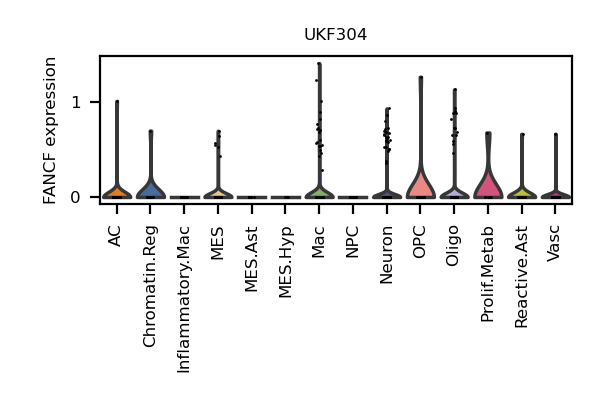 UKF304
FANCF expression
1
0
AC
Chromatin.Reg
Inflammatory.Mac
MES
MES.Ast
MES.Hyp
Mac
NPC
Neuron
OPC
Oligo
Prolif.Metab
Reactive.Ast
Vasc